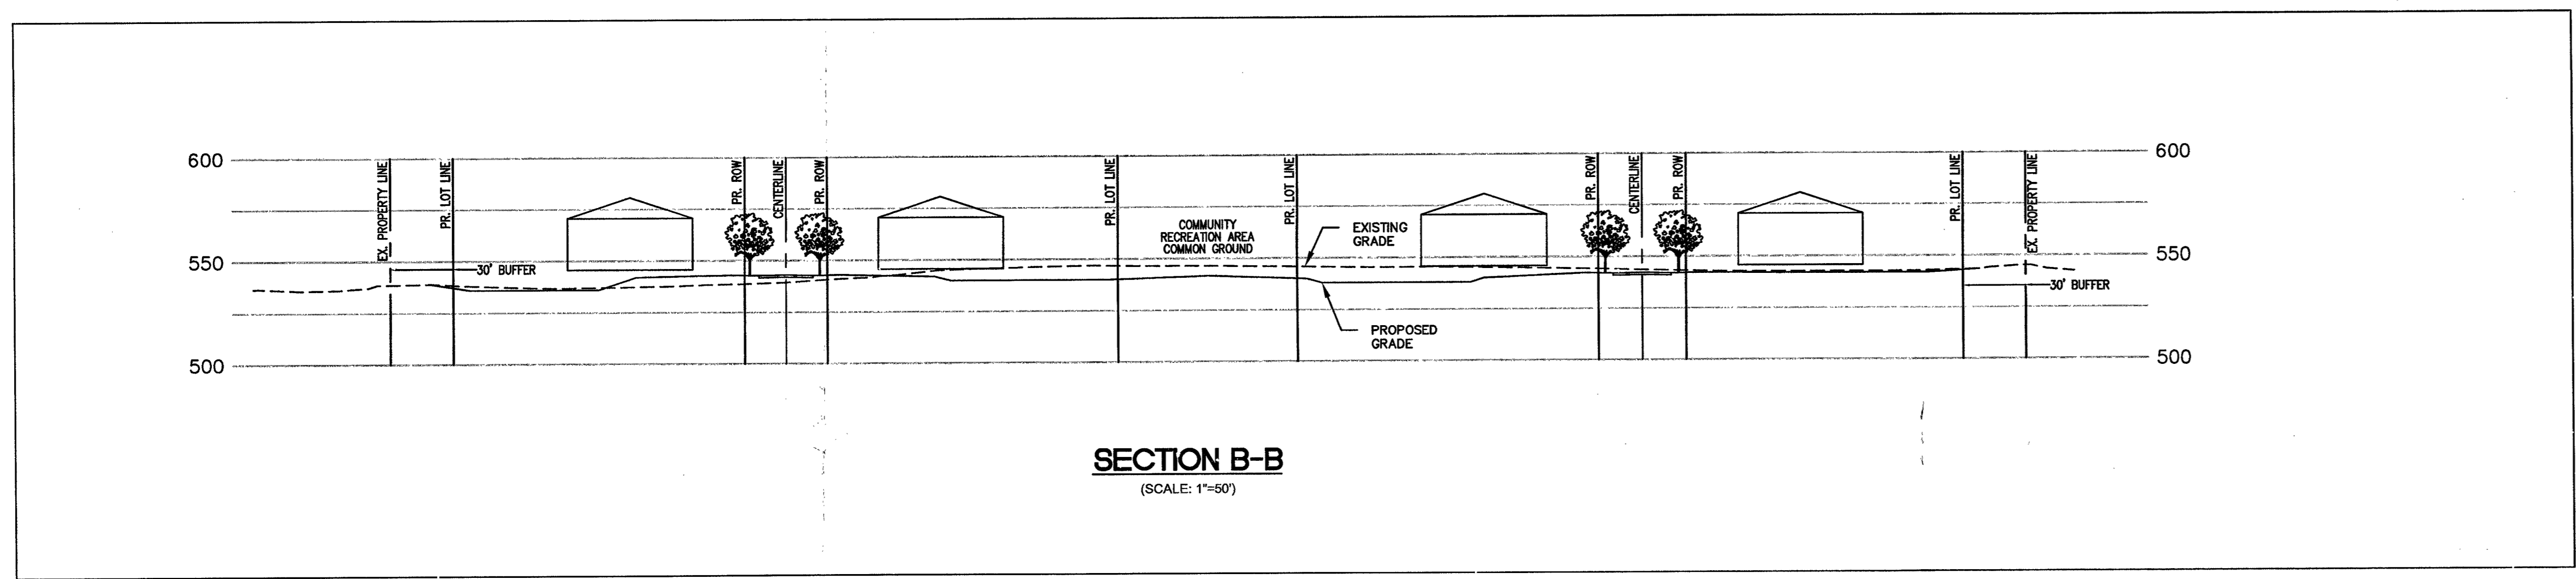 600
600
EX. PROPERTY LINE
PR. LOT LINE
PR. ROW
CENTERLINE
PR. ROW
PR. LOT LINE
PR. LOT LINE
PR. ROW
CENTERLINE
PR. ROW
PR. LOT LINE
EX. PROPERTY LINE
COMMUNITY
RECREATION AREA
COMMON GROUND
EXISTING
GRADE
550
550
30' BUFFER
30' BUFFER
PROPOSED
GRADE
500
500
SECTION B-B
(SCALE: 1"=50')